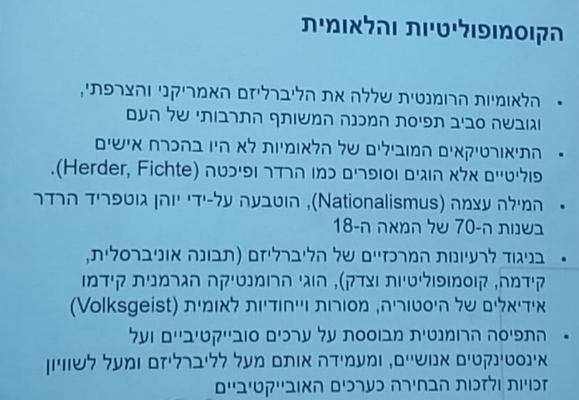 הקוסמופוליטיות והלאומית
• הלאומיות הרומנטית שללה את הליברליזם האמריקני והצרפתי,
וגובשה סביב תפיסת המכנה המשותף התרבותי של העם
• התיאורטיקאים המובילים של הלאומיות לא היו בהכרח אישים
פוליטיים אלא הוגים וסופרים כמו הרדר ופיכטה (Herder, Fichte).
• המילה עצמה (Nationalismus), הוטבעה על-ידי יוהן גוטפריד הרדר
בשנות ה-70 של המאה ה-18
• בניגוד לרעיונות המרכזיים של הליברליזם (תבונה אוניברסלית,
קידמה, קוסמופוליטיות וצדק), הוגי הרומנטיקה הגרמנית קידמו
אידיאלים של היסטוריה, מסורות וייחודיות לאומית (Volksgeist)
• התפיסה הרומנטית מבוססת על ערכים סובייקטיביים ועל
אינסטינקטים אנושיים, ומעמידה אותם מעל לליברליזם ומעל לשוויון
זכויות ולזכות הבחירה כערכים האובייקטיביים